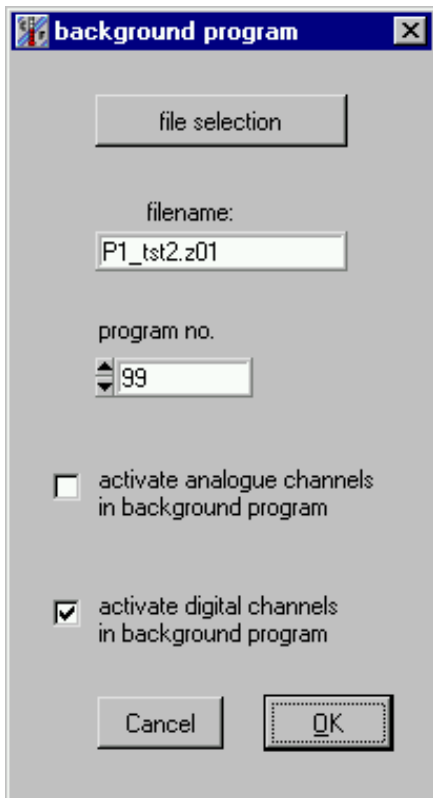 background program
file selection
filename:
P1_tst2.z01
program no.
99
activate analogue channels
in background program
activate digital channels
in background program
Cancel
OK